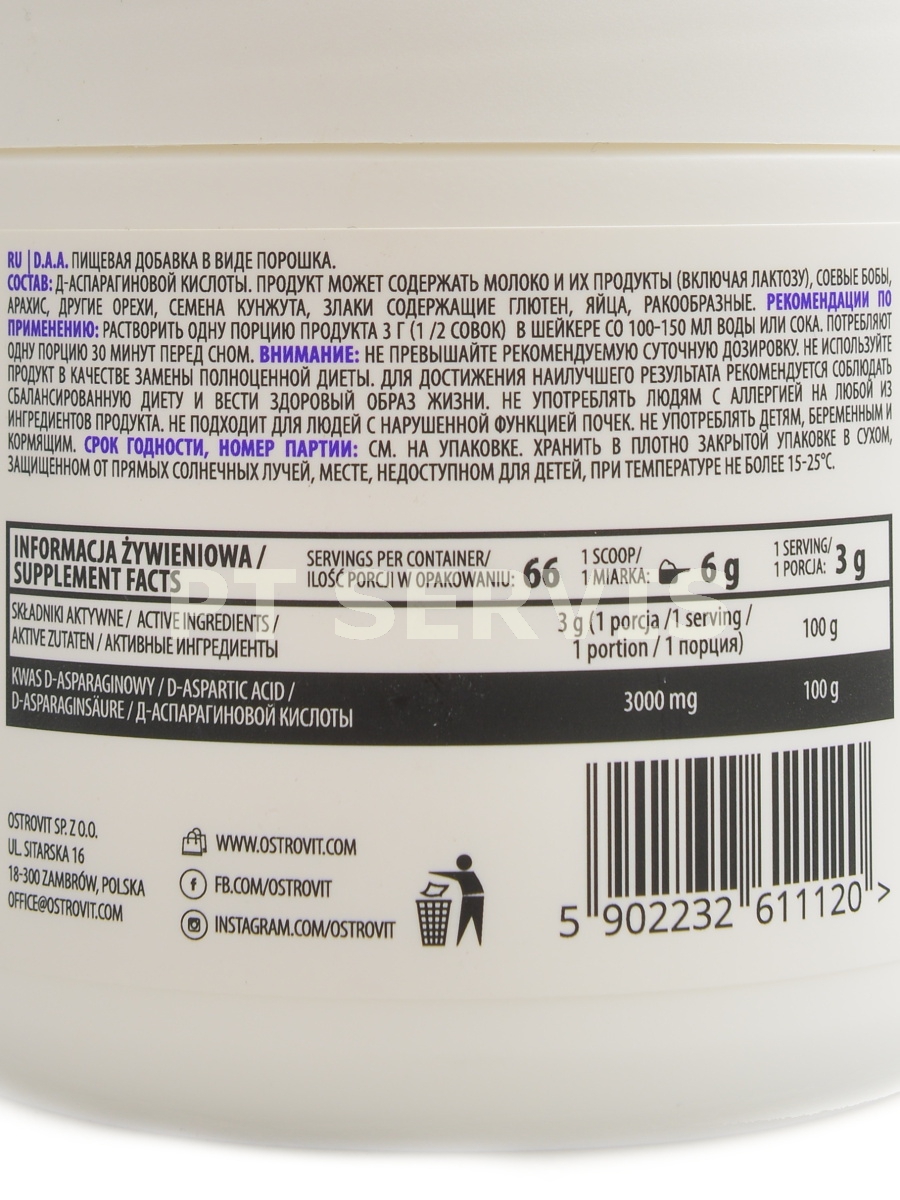 RU | D.A.A. ПИЩЕВАЯ ДОБАВКА В ВИДЕ ПОРОШКА.
СОСТАВ: Д-АСПАРАГИНОВОЙ КИСЛОТЫ. ПРОДУКТ МОЖЕТ СОДЕРЖАТЬ МОЛОКО И ИХ ПРОДУКТЫ (ВКЛЮЧАЯ ЛАКТОЗУ), СОЕВЫЕ БОБЫ,
АРАХИС, ДРУГИЕ ОРЕХИ, СЕМЕНА КУНЖУТА, ЗЛАКИ СОДЕРЖАЩИЕ ГЛЮТЕН, ЯЙЦА, РАКООБРАЗНЫЕ. РЕКОМЕНДАЦИИ ПО
ПРИМЕНЕНИЮ: РАСТВОРИТЬ ОДНУ ПОРЦИЮ ПРОДУКТА 3 Г (1 /2 СОВОК) В ШЕЙКЕРЕ СО 100-150 МЛ ВОДЫ ИЛИ СОКА. ПОТРЕБЛЯЮТ
ОДНУ ПОРЦИЮ 30 МИНУТ ПЕРЕД СНОМ. ВНИМАНИЕ: НЕ ПРЕВЫШАЙТЕ РЕКОМЕНДУЕМУЮ СУТОЧНУЮ ДОЗИРОВКУ. НЕ ИСПОЛЬЗУЙТЕ
ПРОДУКТ В КАЧЕСТВЕ ЗАМЕНЫ ПОЛНОЦЕННОЙ ДИЕТЫ. ДЛЯ ДОСТИЖЕНИЯ НАИЛУЧШЕГО РЕЗУЛЬТАТА РЕКОМЕНДУЕТСЯ СОБЛЮДАТЬ
СБАЛАНСИРОВАННУЮ ДИЕТУ И ВЕСТИ ЗДОРОВЫЙ ОБРАЗ ЖИЗНИ. НЕ УПОТРЕБЛЯТЬ ЛЮДЯМ С АЛЛЕРГИЕЙ НА ЛЮБОЙ ИЗ
ИНГРЕДИЕНТОВ ПРОДУКТА. НЕ ПОДХОДИТ ДЛЯ ЛЮДЕЙ С НАРУШЕННОЙ ФУНКЦИЕЙ ПОЧЕК. НЕ УПОТРЕБЛЯТЬ ДЕТЯМ, БЕРЕМЕННЫМ И
КОРМЯЩИМ. СРОК ГОДНОСТИ, НОМЕР ПАРТИИ: СМ. НА УПАКОВКЕ. ХРАНИТЬ В ПЛОТНО ЗАКРЫТОЙ УПАКОВКЕ В СУХОМ,
ЗАЩИЩЕННОМ ОТ ПРЯМЫХ СОЛНЕЧНЫХ ЛУЧЕЙ, МЕСТЕ, НЕДОСТУПНОМ ДЛЯ ДЕТЕЙ, ПРИ ТЕМПЕРАТУРЕ НЕ БОЛЕЕ 15-25°C.
INFORMACJA ŻYWIENIOWA /
SUPPLEMENT FACTS
SERVINGS PER CONTAINER/
ILOŚĆ PORCJI W OPAKOWANIU: 66
1 SCOOP/
1 MIARKA: 6 g
1 SERVING/
1 PORCJA: 3 g
PT SERVIS
SKŁADNIKI AKTYWNE / ACTIVE INGREDIENTS /
AKTIVE ZUTATEN / АКТИВНЫЕ ИНГРЕДИЕНТЫ
3 g (1 porcja /1 serving /
1 portion / 1 порция)
100 g
KWAS D-ASPARAGINOWY / D-ASPARTIC ACID /
D-ASPARAGINSÄURE / Д-АСПАРАГИНОВОЙ КИСЛОТЫ
3000 mg
100 g
OSTROVIT SP. Z O.O.
UL. SITARSKA 16
18-300 ZAMBRÓW, POLSKA
OFFICE@OSTROVIT.COM
WWW.OSTROVIT.COM
FB.COM/OSTROVIT
INSTAGRAM.COM/OSTROVIT
5 902232 611120 >